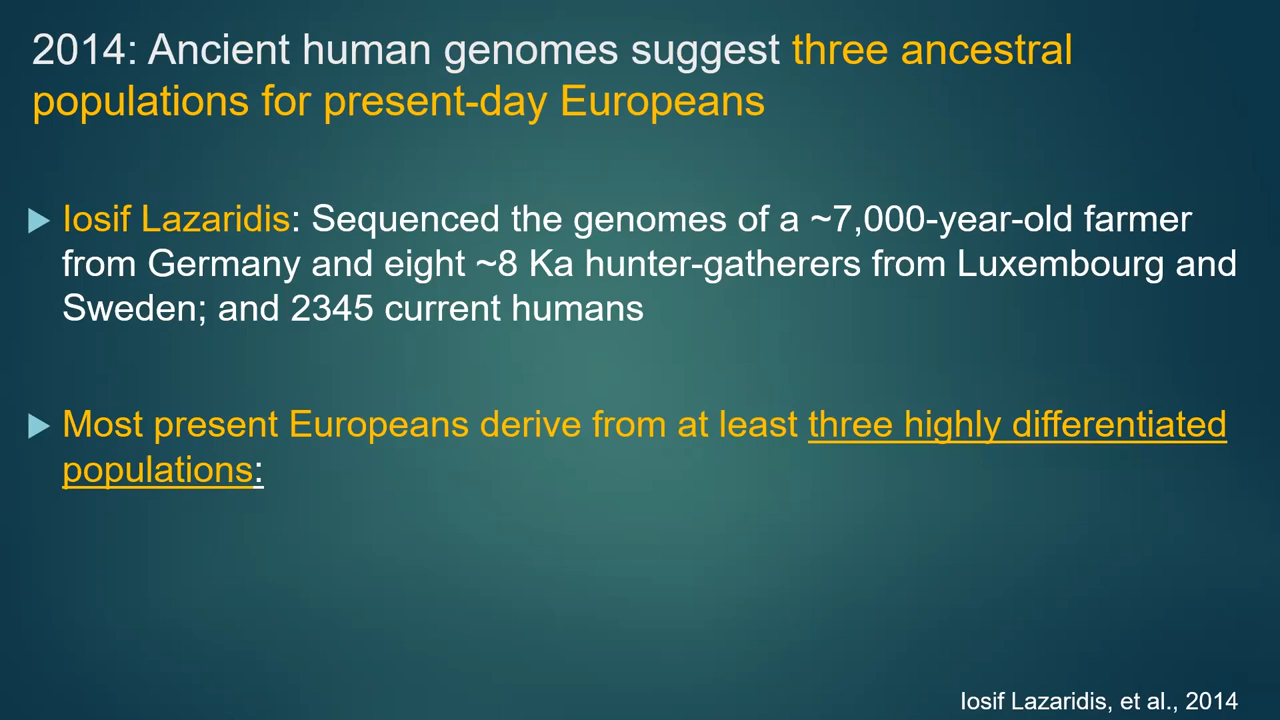 2014: Ancient human genomes suggest three ancestral
populations for present-day Europeans
Iosif Lazaridis: Sequenced the genomes of a ~7,000-year-old farmer
from Germany and eight ~8 Ka hunter-gatherers from Luxembourg and
Sweden; and 2345 current humans
Most present Europeans derive from at least three highly differentiated
populations:
Iosif Lazaridis, et al., 2014